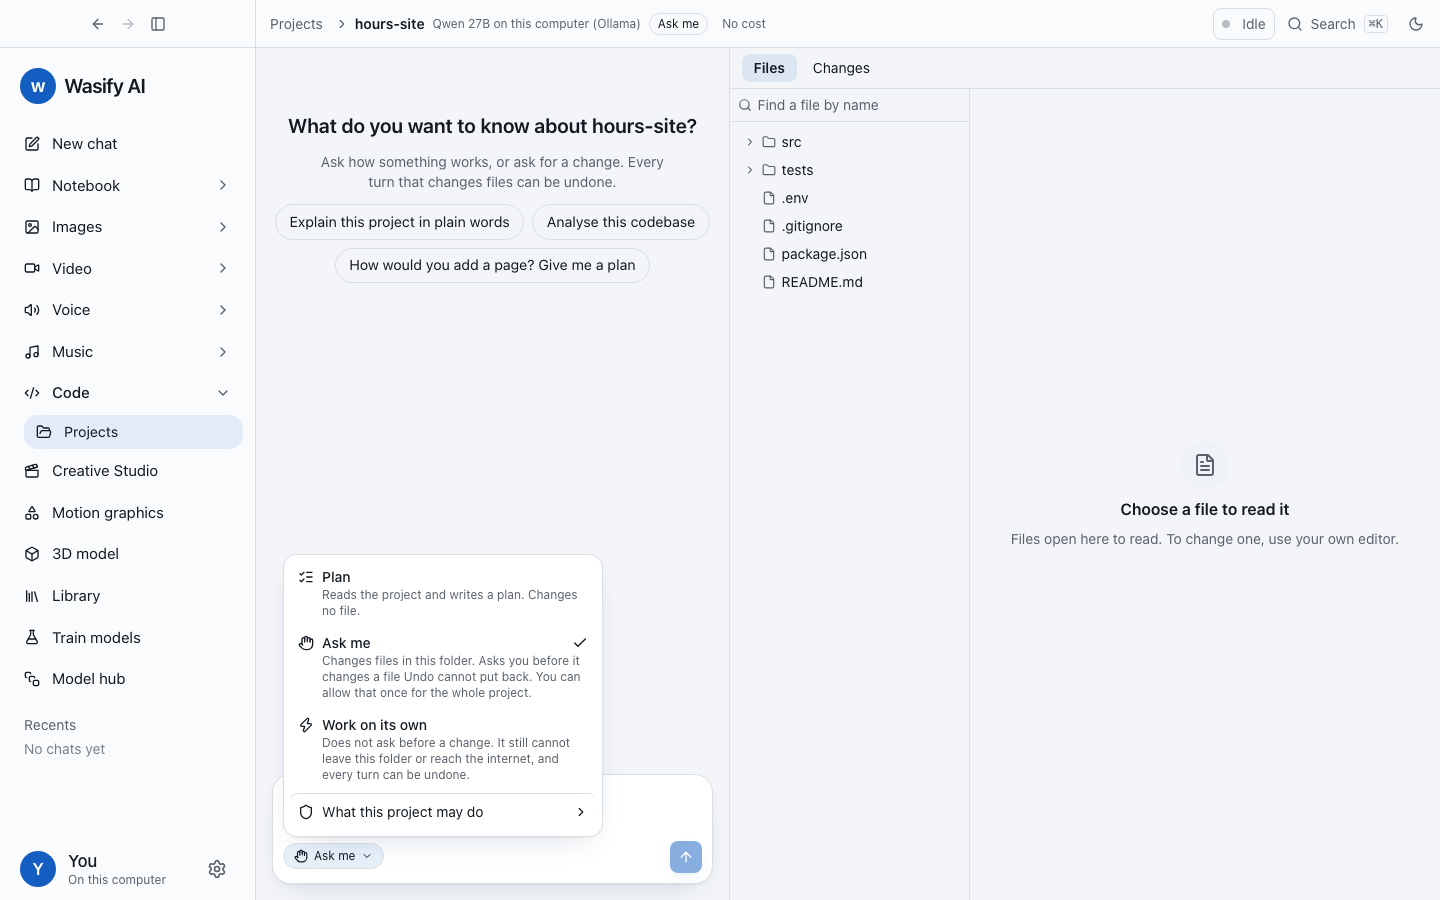 Projects
hours-site
Qwen 27B on this computer (Ollama)
Ask me
No cost
Idle
Search
⌘K
W
Wasify AI
New chat
Notebook
Images
Video
Voice
Music
Code
Projects
Creative Studio
Motion graphics
3D model
Library
Train models
Model hub
Recents
No chats yet
Y
You
On this computer
What do you want to know about hours-site?
Ask how something works, or ask for a change. Every
turn that changes files can be undone.
Explain this project in plain words
Analyse this codebase
How would you add a page? Give me a plan
Plan
Reads the project and writes a plan. Changes
no file.
Ask me
Changes files in this folder. Asks you before it
changes a file Undo cannot put back. You can
allow that once for the whole project.
Work on its own
Does not ask before a change. It still cannot
leave this folder or reach the internet, and
every turn can be undone.
What this project may do
Ask me
Files
Changes
Find a file by name
src
tests
.env
.gitignore
package.json
README.md
Choose a file to read it
Files open here to read. To change one, use your own editor.